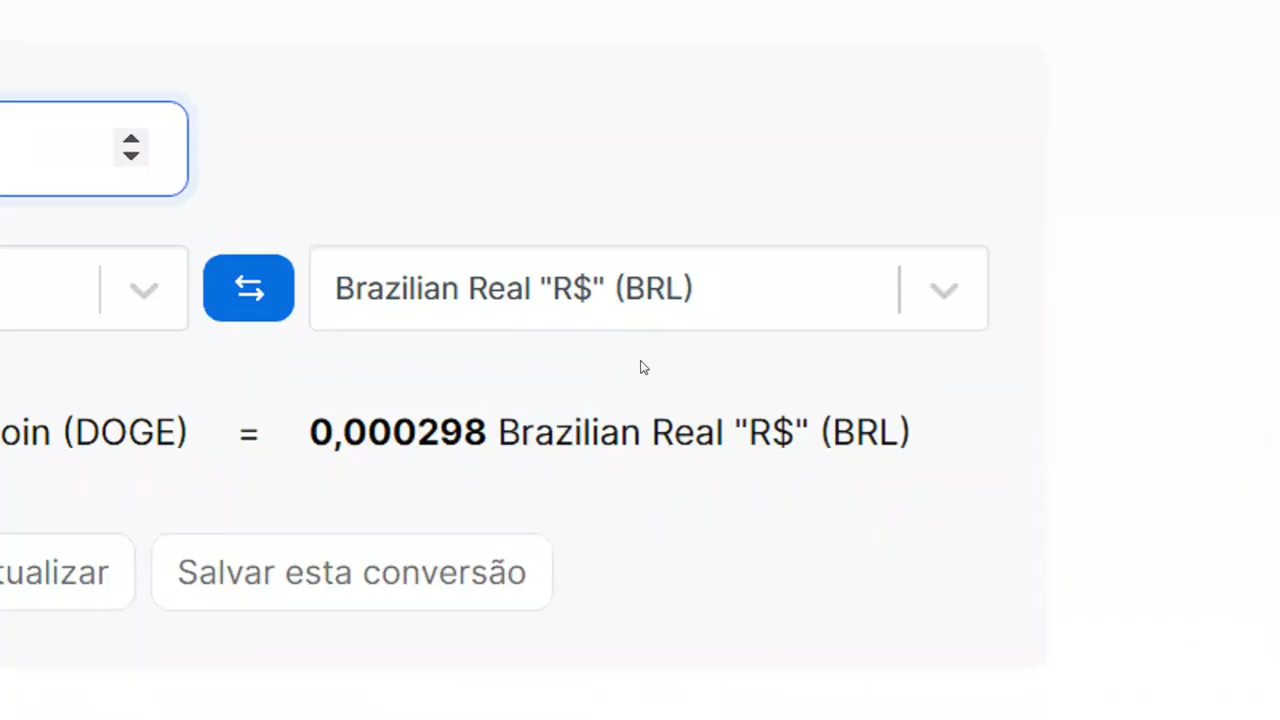 Brazilian Real "R$" (BRL)
oin (DOGE) = 0,000298 Brazilian Real "R$" (BRL)
tualizar Salvar esta conversão